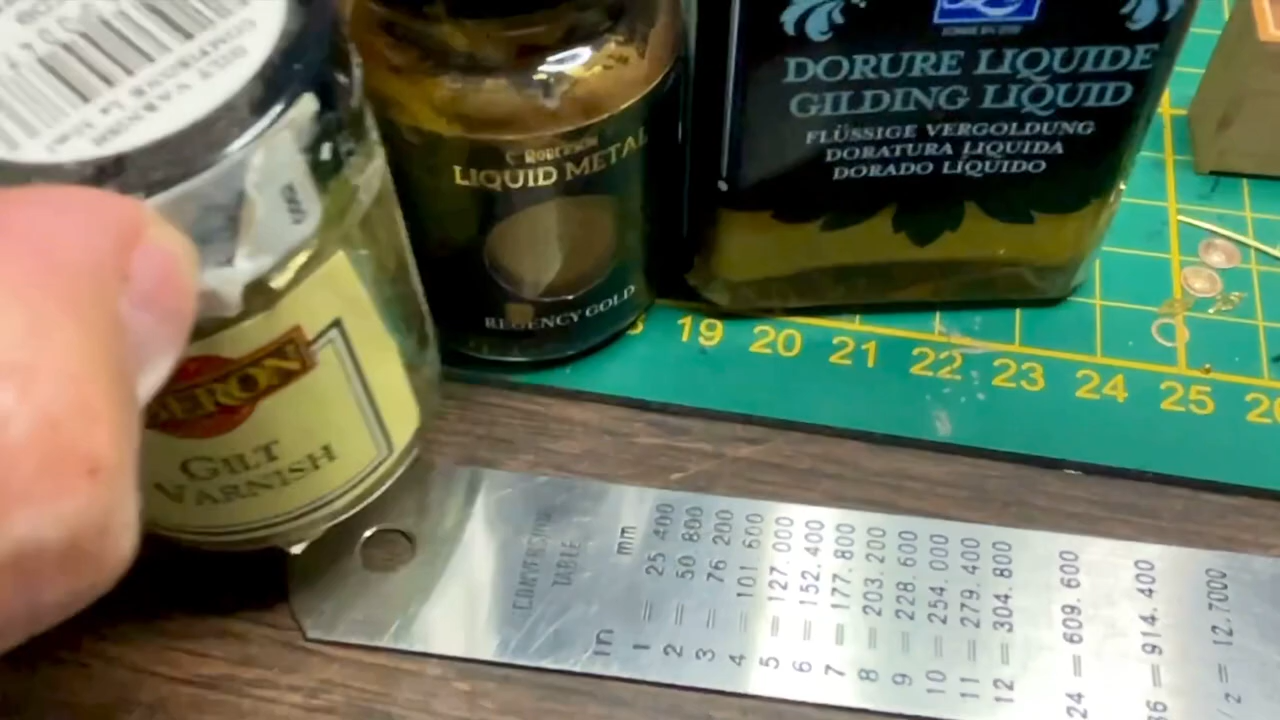 GILT
VARNISH
C. ROBERSON
LIQUID METAL
REGENCY GOLD
DORURE LIQUIDE
GILDING LIQUID
FLÜSSIGE VERGOLDUNG
DORATURA LIQUIDA
DORADO LÍQUIDO
19 20 21 22 23 24 25
CONVERSION
TABLE
in mm
1 = 25 400
2 = 50 800
3 = 76 200
4 = 101 600
5 = 127.000
6 = 152.400
7 = 177.800
8 = 203.200
9 = 228.600
10 = 254.000
11 = 279.400
12 = 304.800
24 = 609.600
6 = 914.400
2 = 12.7000